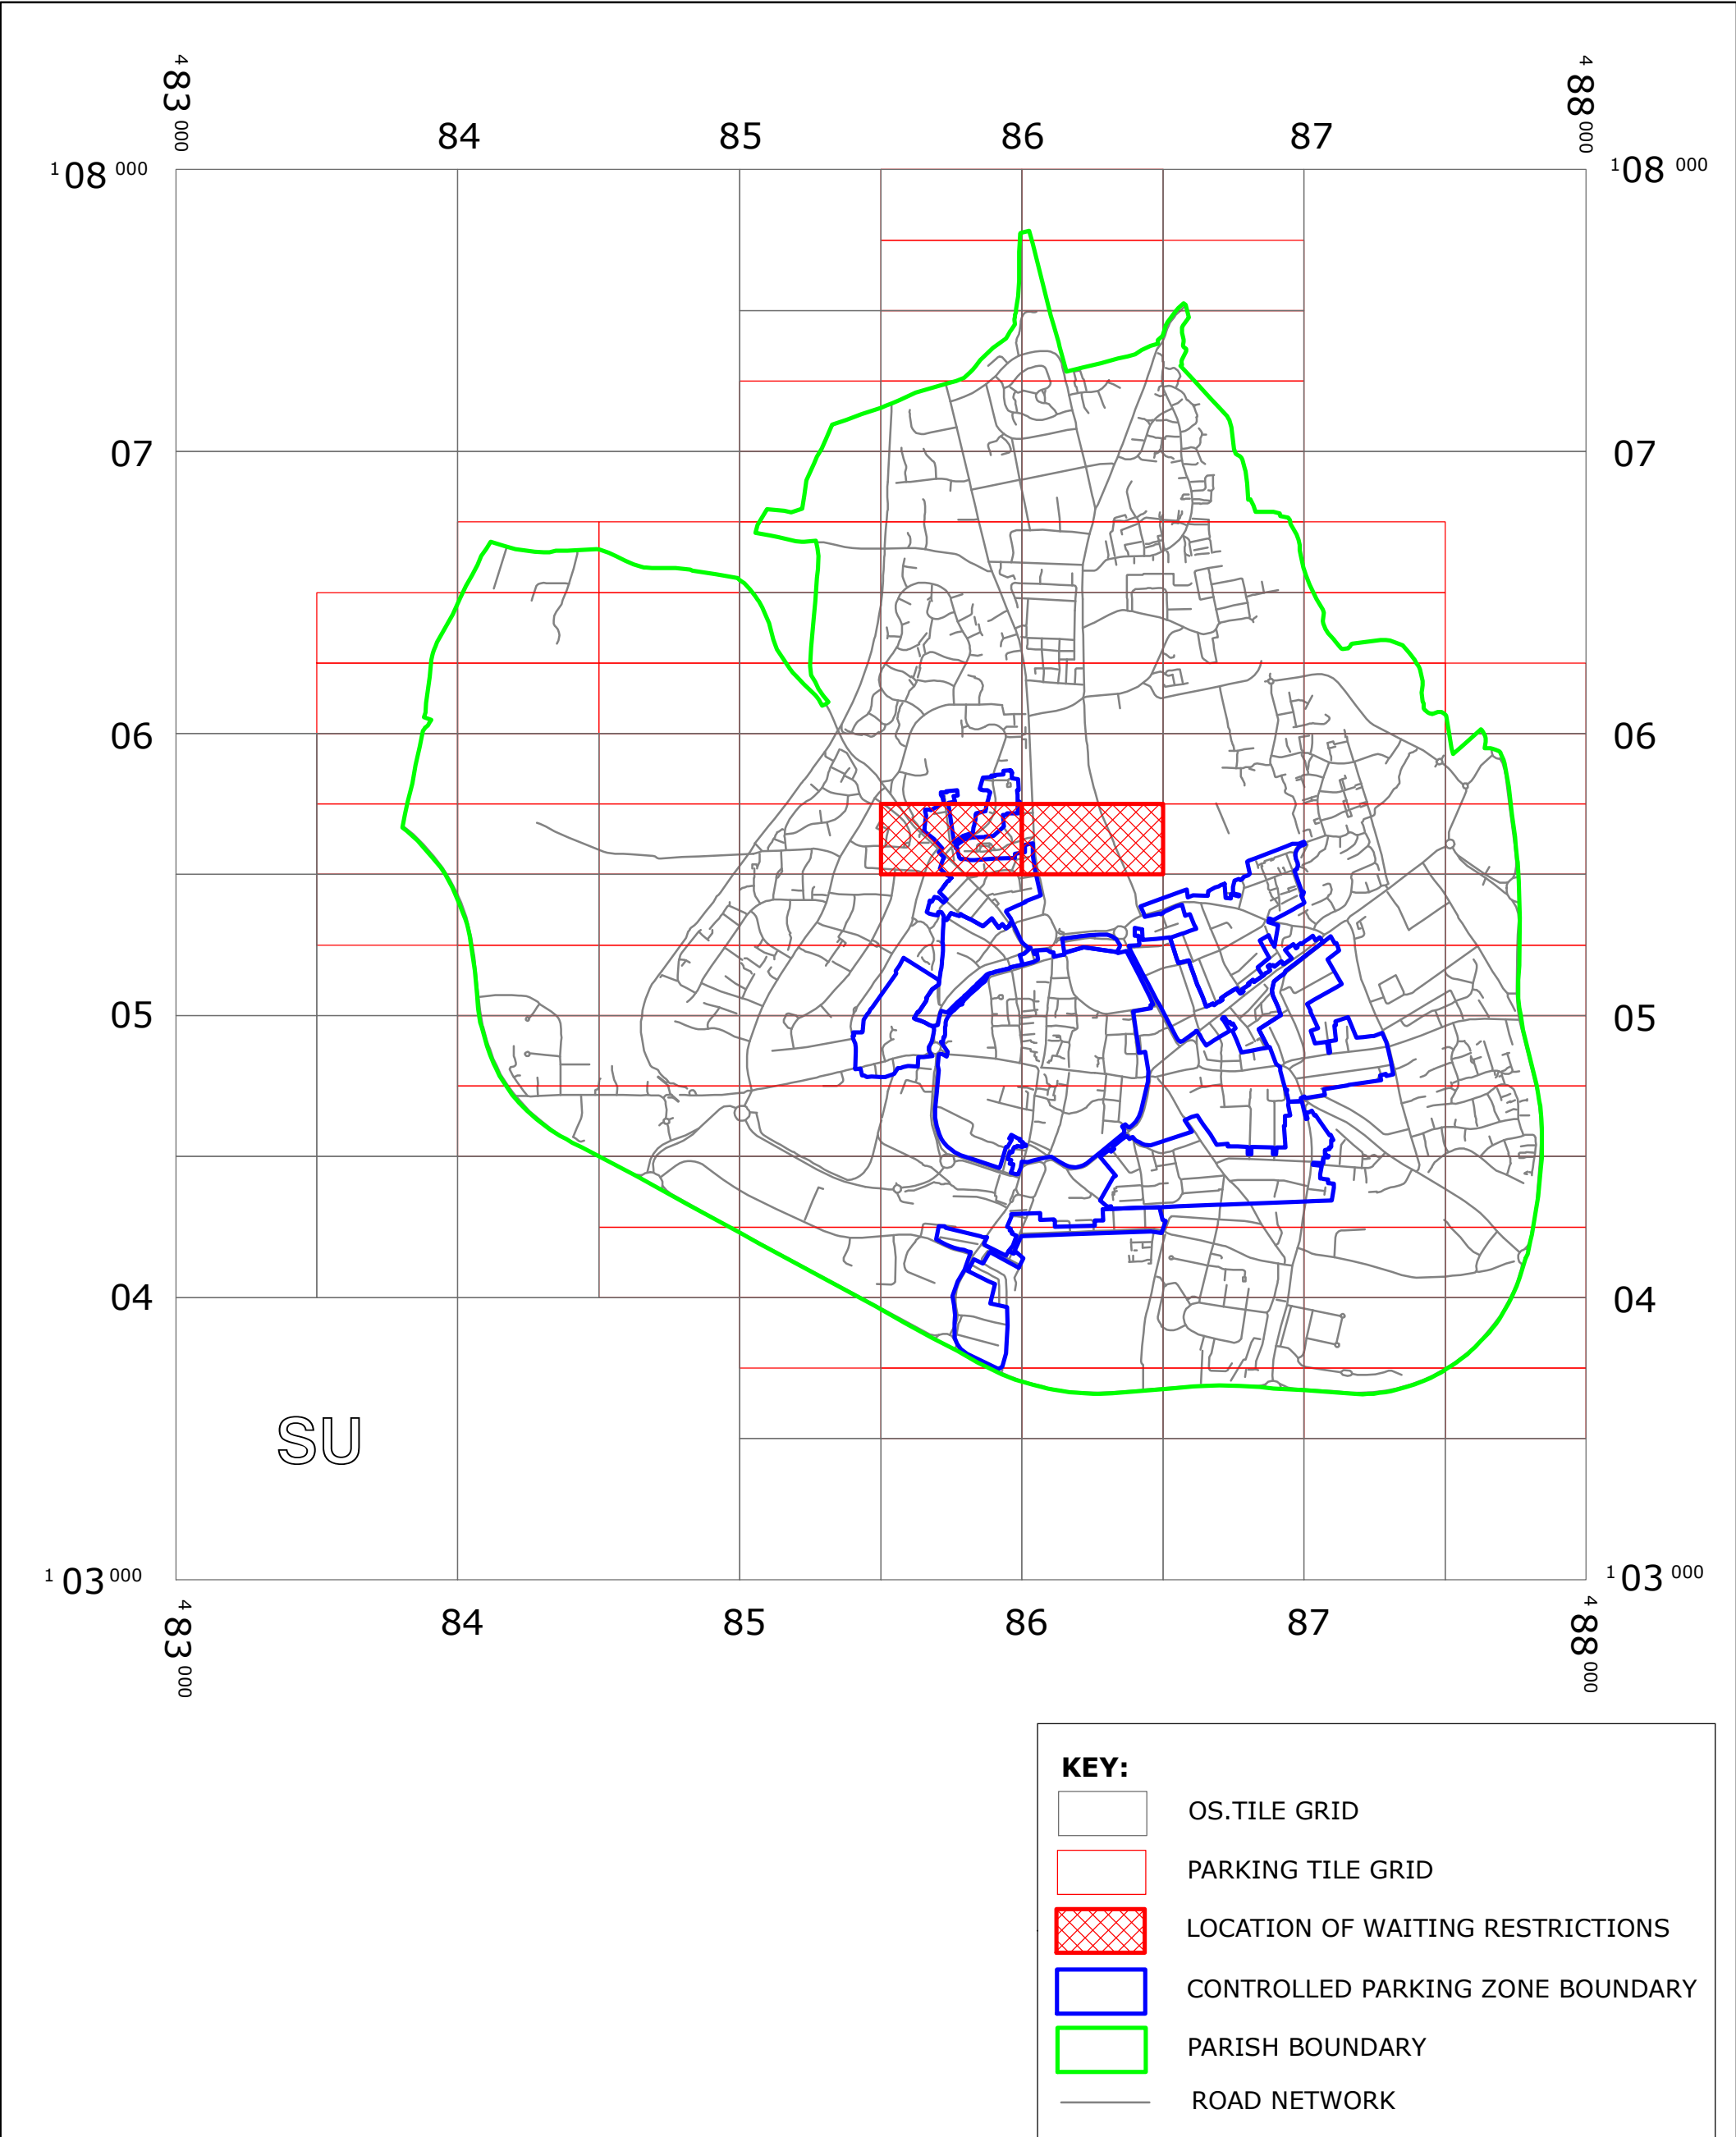 4 83 000
4 88 000
84 85 86 87
1 08 000
1 08 000
07 07
06 06
05 05
04 04
SU
1 03 000
1 03 000
84 85 86 87
4 83 000
4 88 000
KEY:
OS.TILE GRID
PARKING TILE GRID
LOCATION OF WAITING RESTRICTIONS
CONTROLLED PARKING ZONE BOUNDARY
PARISH BOUNDARY
ROAD NETWORK